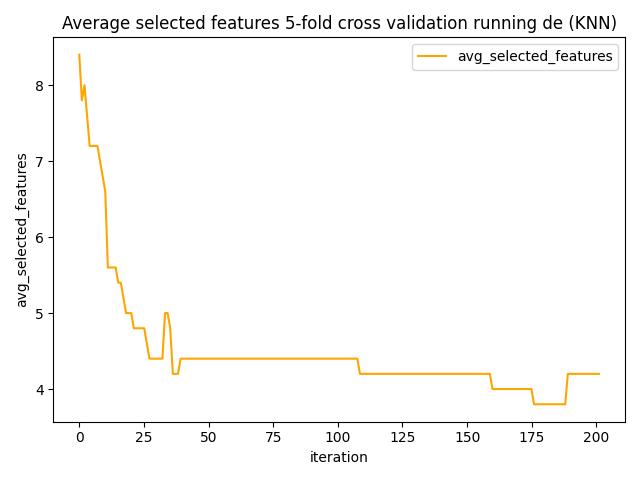 Average selected features 5-fold cross validation running de (KNN)
avg_selected_features
avg_selected_features
8
7
6
5
4
0 25 50 75 100 125 150 175 200
iteration